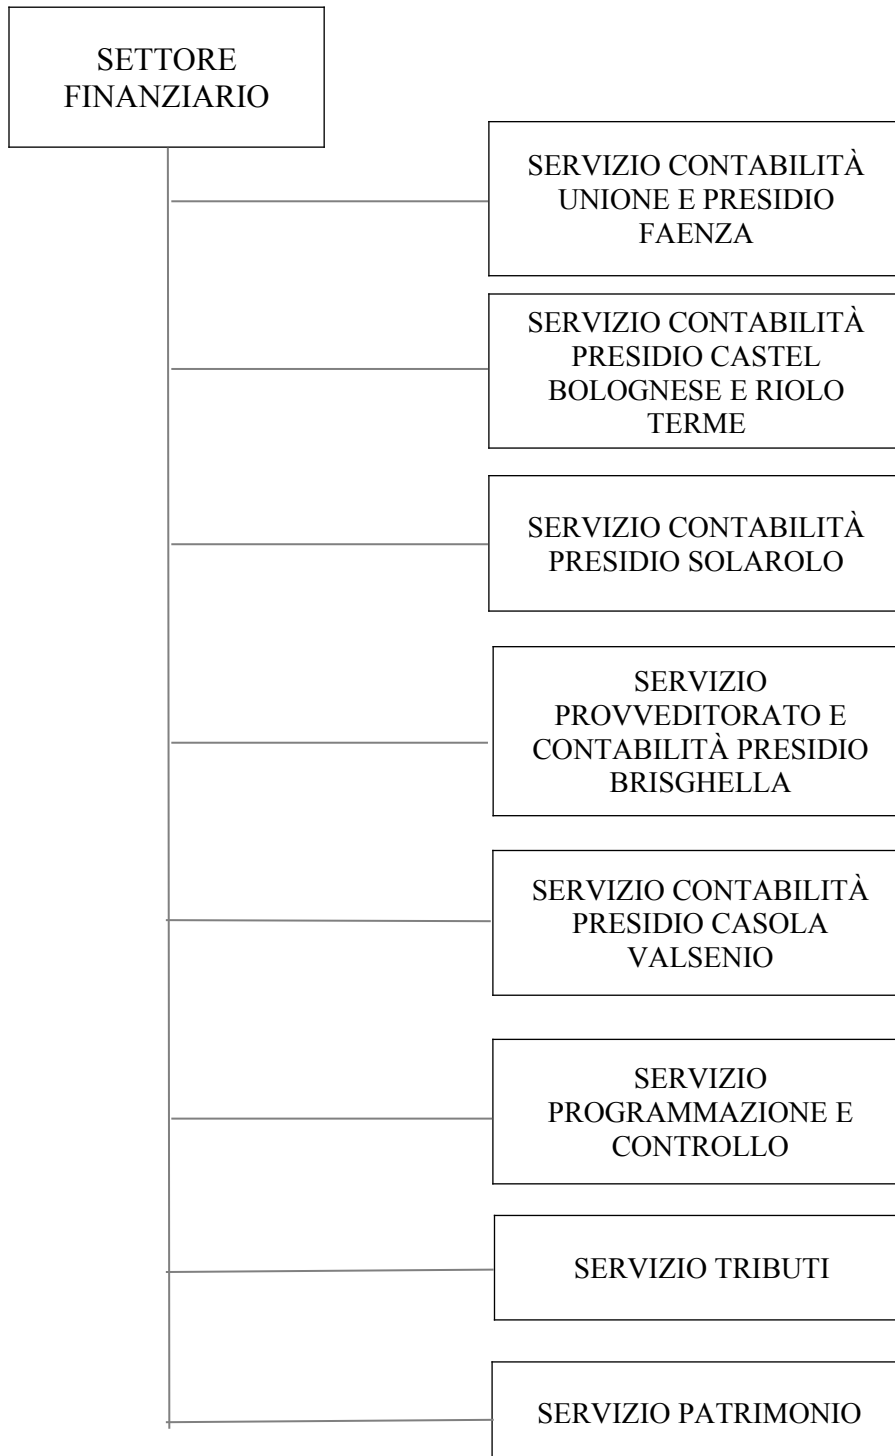 SETTORE
FINANZIARIO
SERVIZIO CONTABILITÀ
UNIONE E PRESIDIO
FAENZA
SERVIZIO CONTABILITÀ
PRESIDIO CASTEL
BOLOGNESE E RIOLO
TERME
SERVIZIO CONTABILITÀ
PRESIDIO SOLAROLO
SERVIZIO
PROVVEDITORATO E
CONTABILITÀ PRESIDIO
BRISGHELLA
SERVIZIO CONTABILITÀ
PRESIDIO CASOLA
VALSENIO
SERVIZIO
PROGRAMMAZIONE E
CONTROLLO
SERVIZIO TRIBUTI
SERVIZIO PATRIMONIO